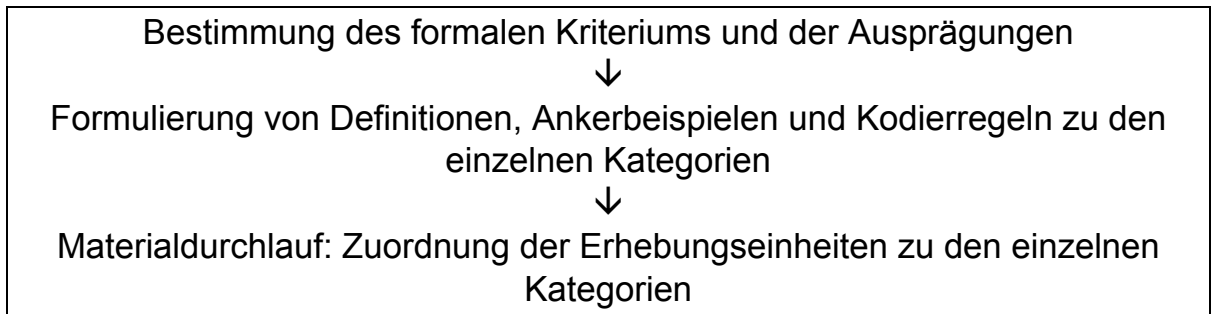 Bestimmung des formalen Kriteriums und der Ausprägungen
↓
Formulierung von Definitionen, Ankerbeispielen und Kodierregeln zu den
einzelnen Kategorien
↓
Materialdurchlauf: Zuordnung der Erhebungseinheiten zu den einzelnen
Kategorien